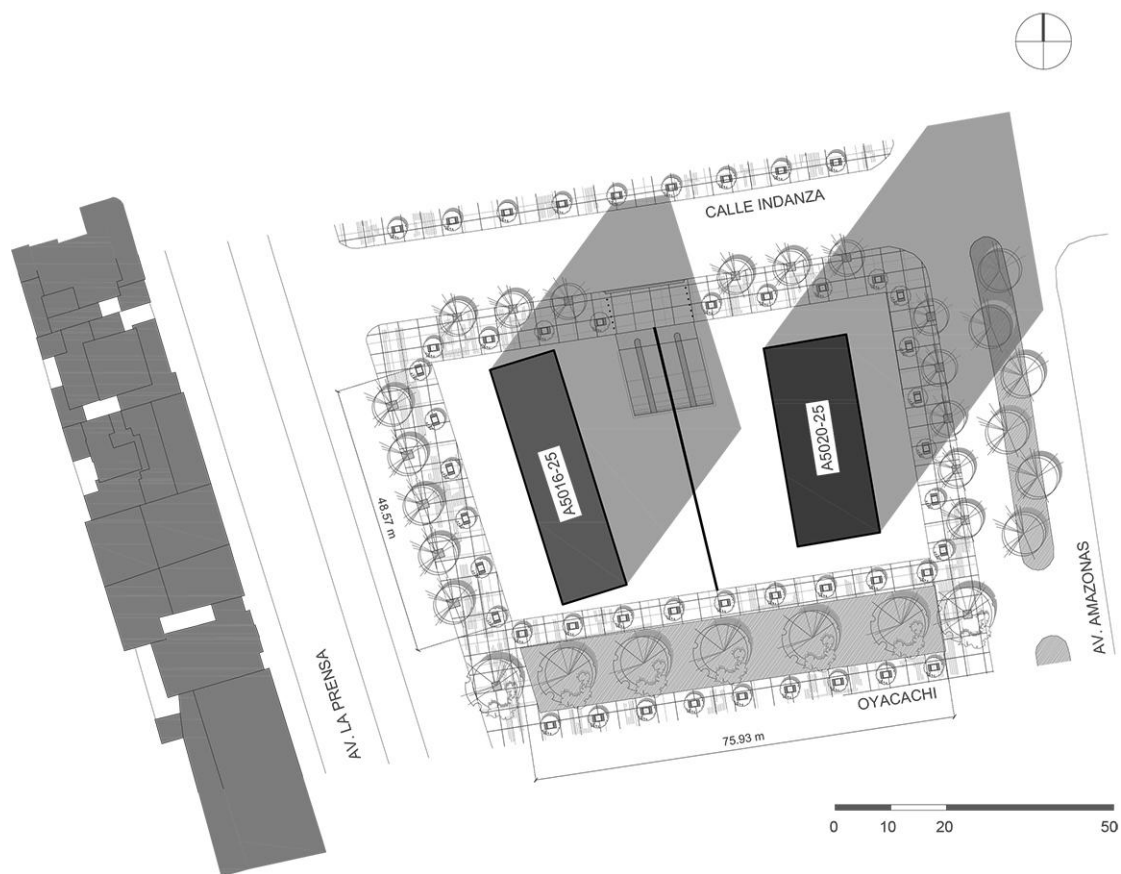 CALLE INDANZA
A5016-25
A5020-25
48.57 m
AV. LA PRENSA
AV. AMAZONAS
OYACACHI
75.93 m
0 10 20 50